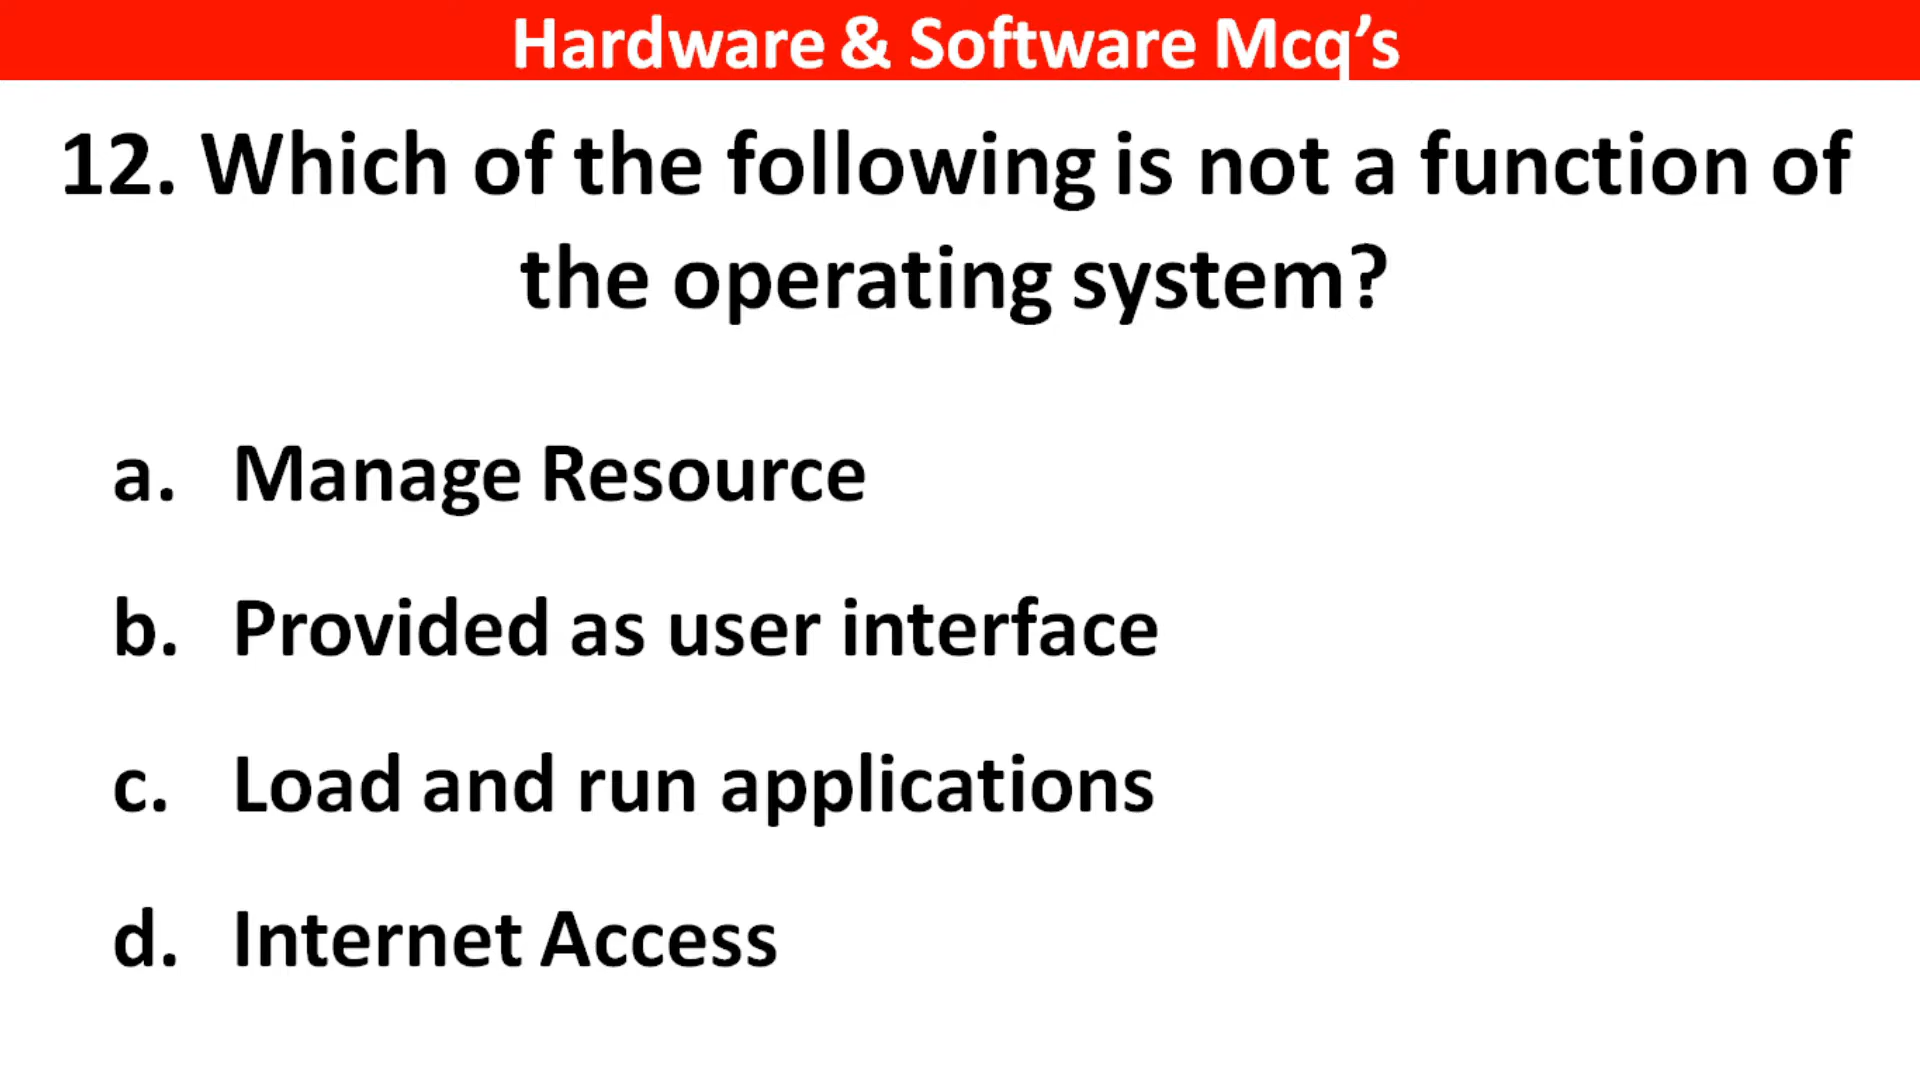 Hardware & Software Mcq’s
12. Which of the following is not a function of
the operating system?
a. Manage Resource
b. Provided as user interface
c. Load and run applications
d. Internet Access